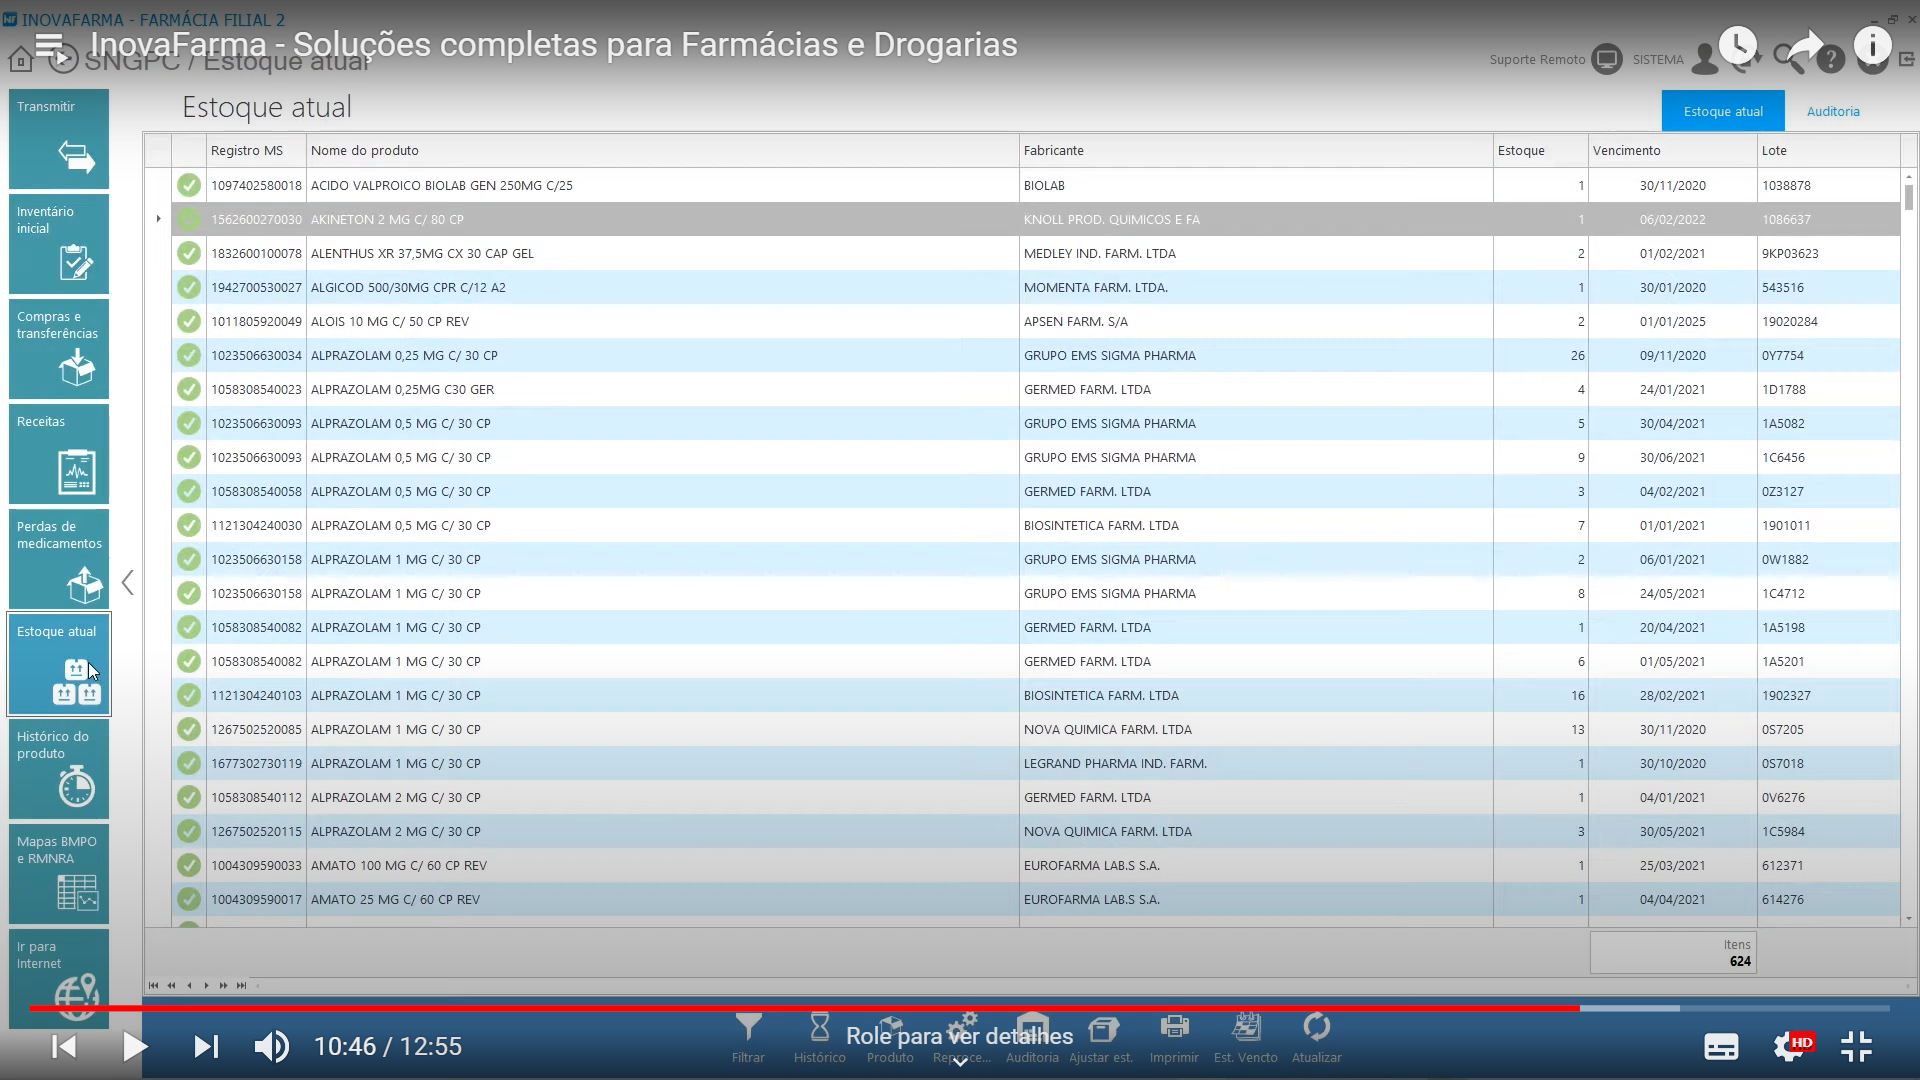 INOVAFARMA - FARMÁCIA FILIAL 2
InovaFarma - Soluções completas para Farmácias e Drogarias
SNGPC / Estoque atual
Suporte Remoto
SISTEMA
Transmitir
Inventário
inicial
Compras e
transferências
Receitas
Perdas de
medicamentos
Estoque atual
Histórico do
produto
Mapas BMPO
e RMNRA
Ir para
Internet
Estoque atual
Estoque atual Auditoria
Registro MS Nome do produto Fabricante Estoque Vencimento Lote
1097402580018 ACIDO VALPROICO BIOLAB GEN 250MG C/25 BIOLAB 1 30/11/2020 1038878
1562600270030 AKINETON 2 MG C/ 80 CP KNOLL PROD. QUIMICOS E FA 1 06/02/2022 1086637
1832600100078 ALENTHUS XR 37,5MG CX 30 CAP GEL MEDLEY IND. FARM. LTDA 2 01/02/2021 9KP03623
1942700530027 ALGICOD 500/30MG CPR C/12 A2 MOMENTA FARM. LTDA. 1 30/01/2020 543516
1011805920049 ALOIS 10 MG C/ 50 CP REV APSEN FARM. S/A 2 01/01/2025 19020284
1023506630034 ALPRAZOLAM 0,25 MG C/ 30 CP GRUPO EMS SIGMA PHARMA 26 09/11/2020 0Y7754
1058308540023 ALPRAZOLAM 0,25MG C30 GER GERMED FARM. LTDA 4 24/01/2021 1D1788
1023506630093 ALPRAZOLAM 0,5 MG C/ 30 CP GRUPO EMS SIGMA PHARMA 5 30/04/2021 1A5082
1023506630093 ALPRAZOLAM 0,5 MG C/ 30 CP GRUPO EMS SIGMA PHARMA 9 30/06/2021 1C6456
1058308540058 ALPRAZOLAM 0,5 MG C/ 30 CP GERMED FARM. LTDA 3 04/02/2021 0Z3127
1121304240030 ALPRAZOLAM 0,5 MG C/ 30 CP BIOSINTETICA FARM. LTDA 7 01/01/2021 1901011
1023506630158 ALPRAZOLAM 1 MG C/ 30 CP GRUPO EMS SIGMA PHARMA 2 06/01/2021 0W1882
1023506630158 ALPRAZOLAM 1 MG C/ 30 CP GRUPO EMS SIGMA PHARMA 8 24/05/2021 1C4712
1058308540082 ALPRAZOLAM 1 MG C/ 30 CP GERMED FARM. LTDA 1 20/04/2021 1A5198
1058308540082 ALPRAZOLAM 1 MG C/ 30 CP GERMED FARM. LTDA 6 01/05/2021 1A5201
1121304240103 ALPRAZOLAM 1 MG C/ 30 CP BIOSINTETICA FARM. LTDA 16 28/02/2021 1902327
1267502520085 ALPRAZOLAM 1 MG C/ 30 CP NOVA QUIMICA FARM. LTDA 13 30/11/2020 0S7205
1677302730119 ALPRAZOLAM 1 MG C/ 30 CP LEGRAND PHARMA IND. FARM. 1 30/10/2020 0S7018
1058308540112 ALPRAZOLAM 2 MG C/ 30 CP GERMED FARM. LTDA 1 04/01/2021 0V6276
1267502520115 ALPRAZOLAM 2 MG C/ 30 CP NOVA QUIMICA FARM. LTDA 3 30/05/2021 1C5984
1004309590033 AMATO 100 MG C/ 60 CP REV EUROFARMA LAB.S S.A. 1 25/03/2021 612371
1004309590017 AMATO 25 MG C/ 60 CP REV EUROFARMA LAB.S S.A. 1 04/04/2021 614276
Itens
624
Role para ver detalhes
10:46 / 12:55
HD
Filtrar Histórico Produto Reproce... Auditoria Ajustar est. Imprimir Est. Vencto Atualizar